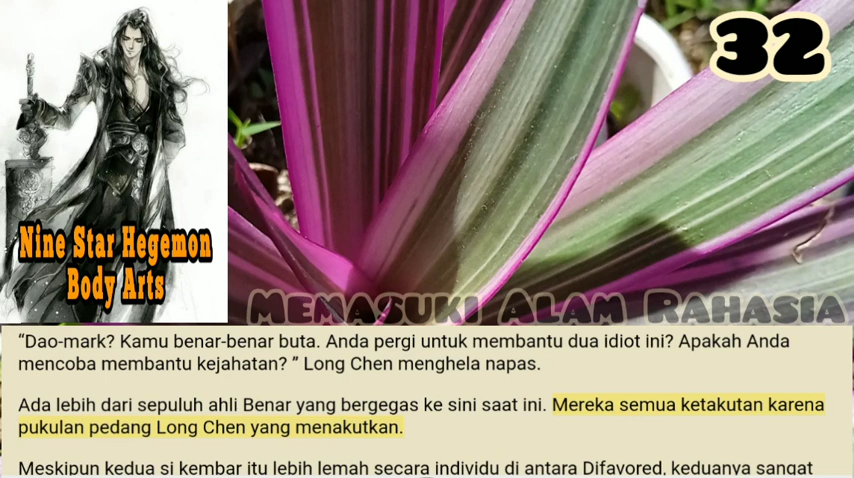 32
Nine Star Hegemon
Body Arts
Memasuki Alam Rahasia
“Dao-mark? Kamu benar-benar buta. Anda pergi untuk membantu dua idiot ini? Apakah Anda
mencoba membantu kejahatan? ” Long Chen menghela napas.
Ada lebih dari sepuluh ahli Benar yang bergegas ke sini saat ini. Mereka semua ketakutan karena
pukulan pedang Long Chen yang menakutkan.
Meskipun kedua si kembar itu lebih lemah secara individu di antara Difavored, keduanya sangat